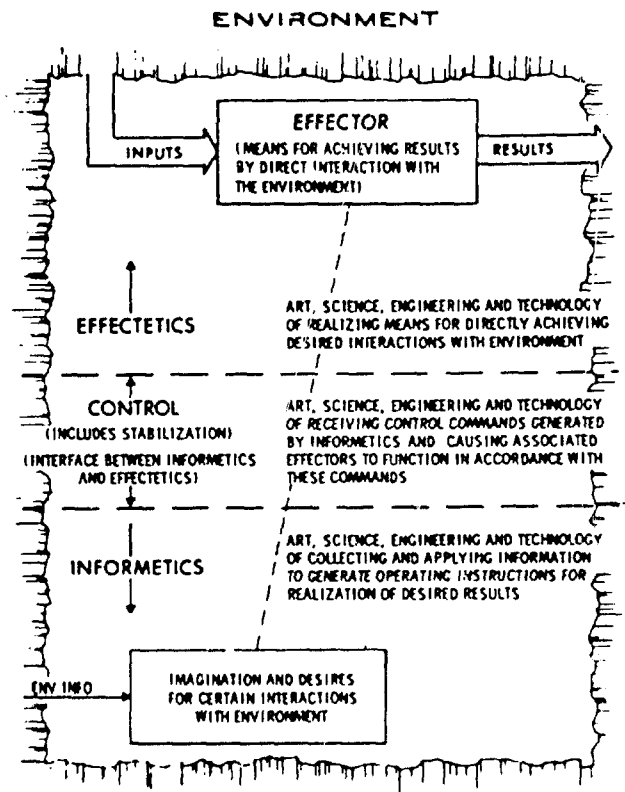 ENVIRONMENT
EFFECTOR
(MEANS FOR ACHIEVING RESULTS
BY DIRECT INTERACTION WITH
THE ENVIRONMENT)
INPUTS
RESULTS
EFFECTETICS
ART, SCIENCE, ENGINEERING AND TECHNOLOGY
OF REALIZING MEANS FOR DIRECTLY ACHIEVING
DESIRED INTERACTIONS WITH ENVIRONMENT
CONTROL
(INCLUDES STABILIZATION)
(INTERFACE BETWEEN INFORMETICS
AND EFFECTETICS)
ART, SCIENCE, ENGINEERING AND TECHNOLOGY
OF RECEIVING CONTROL COMMANDS GENERATED
BY INFORMETICS AND CAUSING ASSOCIATED
EFFECTORS TO FUNCTION IN ACCORDANCE WITH
THESE COMMANDS
INFORMETICS
ART, SCIENCE, ENGINEERING AND TECHNOLOGY
OF COLLECTING AND APPLYING INFORMATION
TO GENERATE OPERATING INSTRUCTIONS FOR
REALIZATION OF DESIRED RESULTS
ENV INFO
IMAGINATION AND DESIRES
FOR CERTAIN INTERACTIONS
WITH ENVIRONMENT